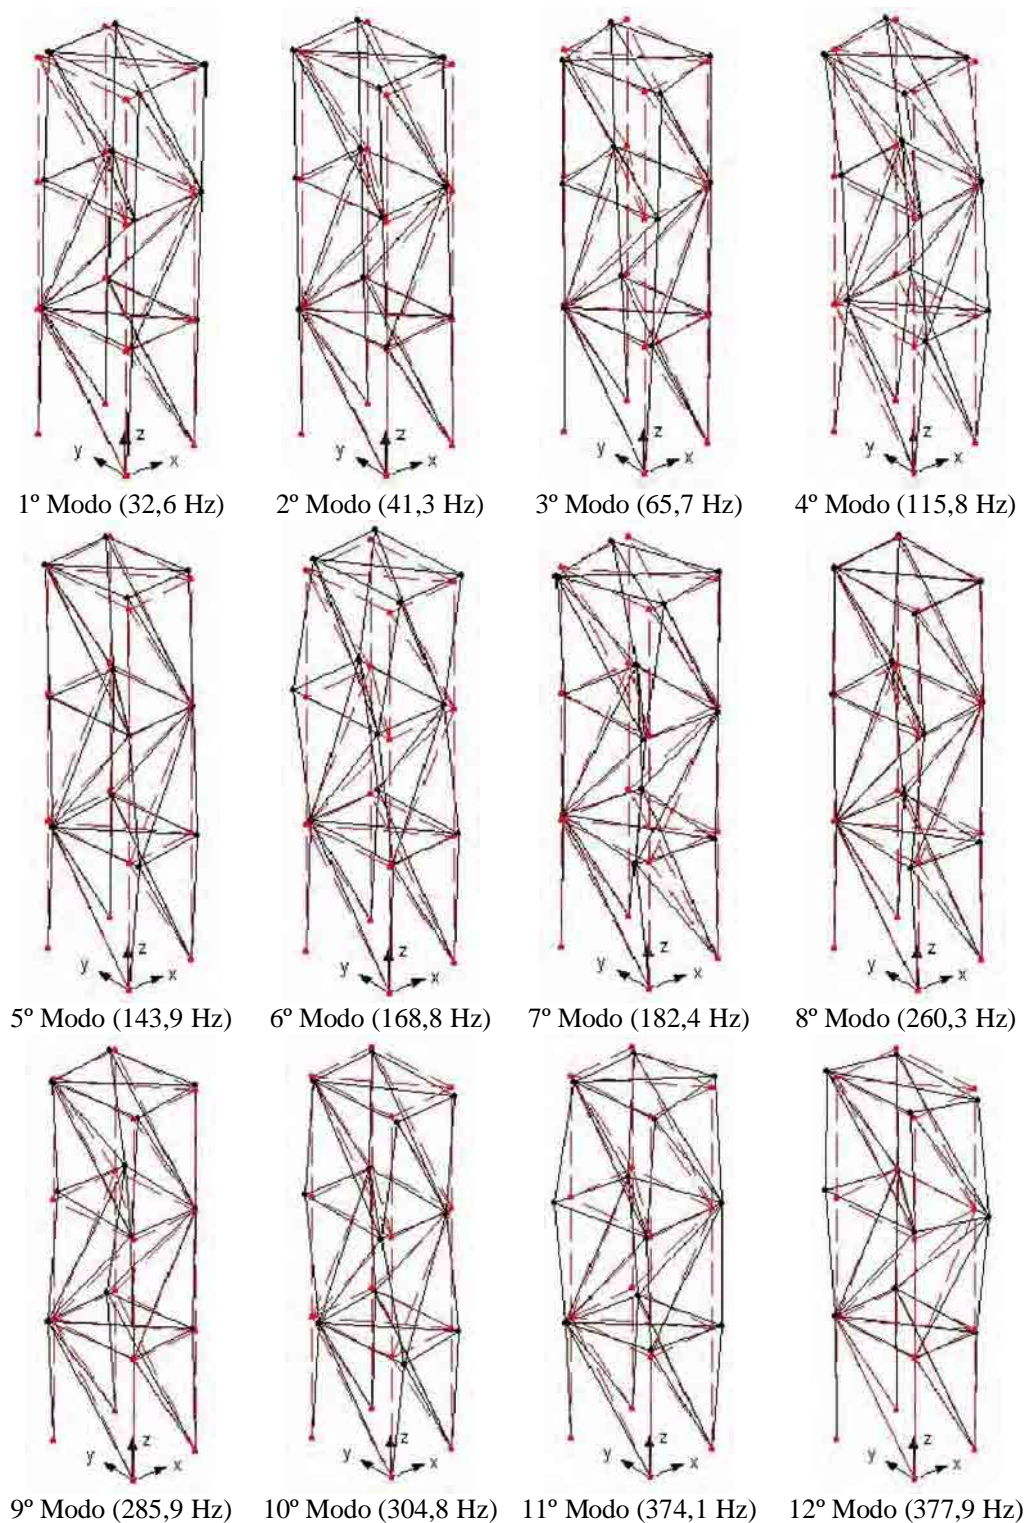 z
y x
z
y x
z
y x
z
y x
1º Modo (32,6 Hz)
2º Modo (41,3 Hz)
3º Modo (65,7 Hz)
4º Modo (115,8 Hz)
z
y x
z
y x
z
y x
z
y x
5º Modo (143,9 Hz)
6º Modo (168,8 Hz)
7º Modo (182,4 Hz)
8º Modo (260,3 Hz)
z
y x
z
y x
z
y x
z
y x
9º Modo (285,9 Hz)
10º Modo (304,8 Hz)
11º Modo (374,1 Hz)
12º Modo (377,9 Hz)